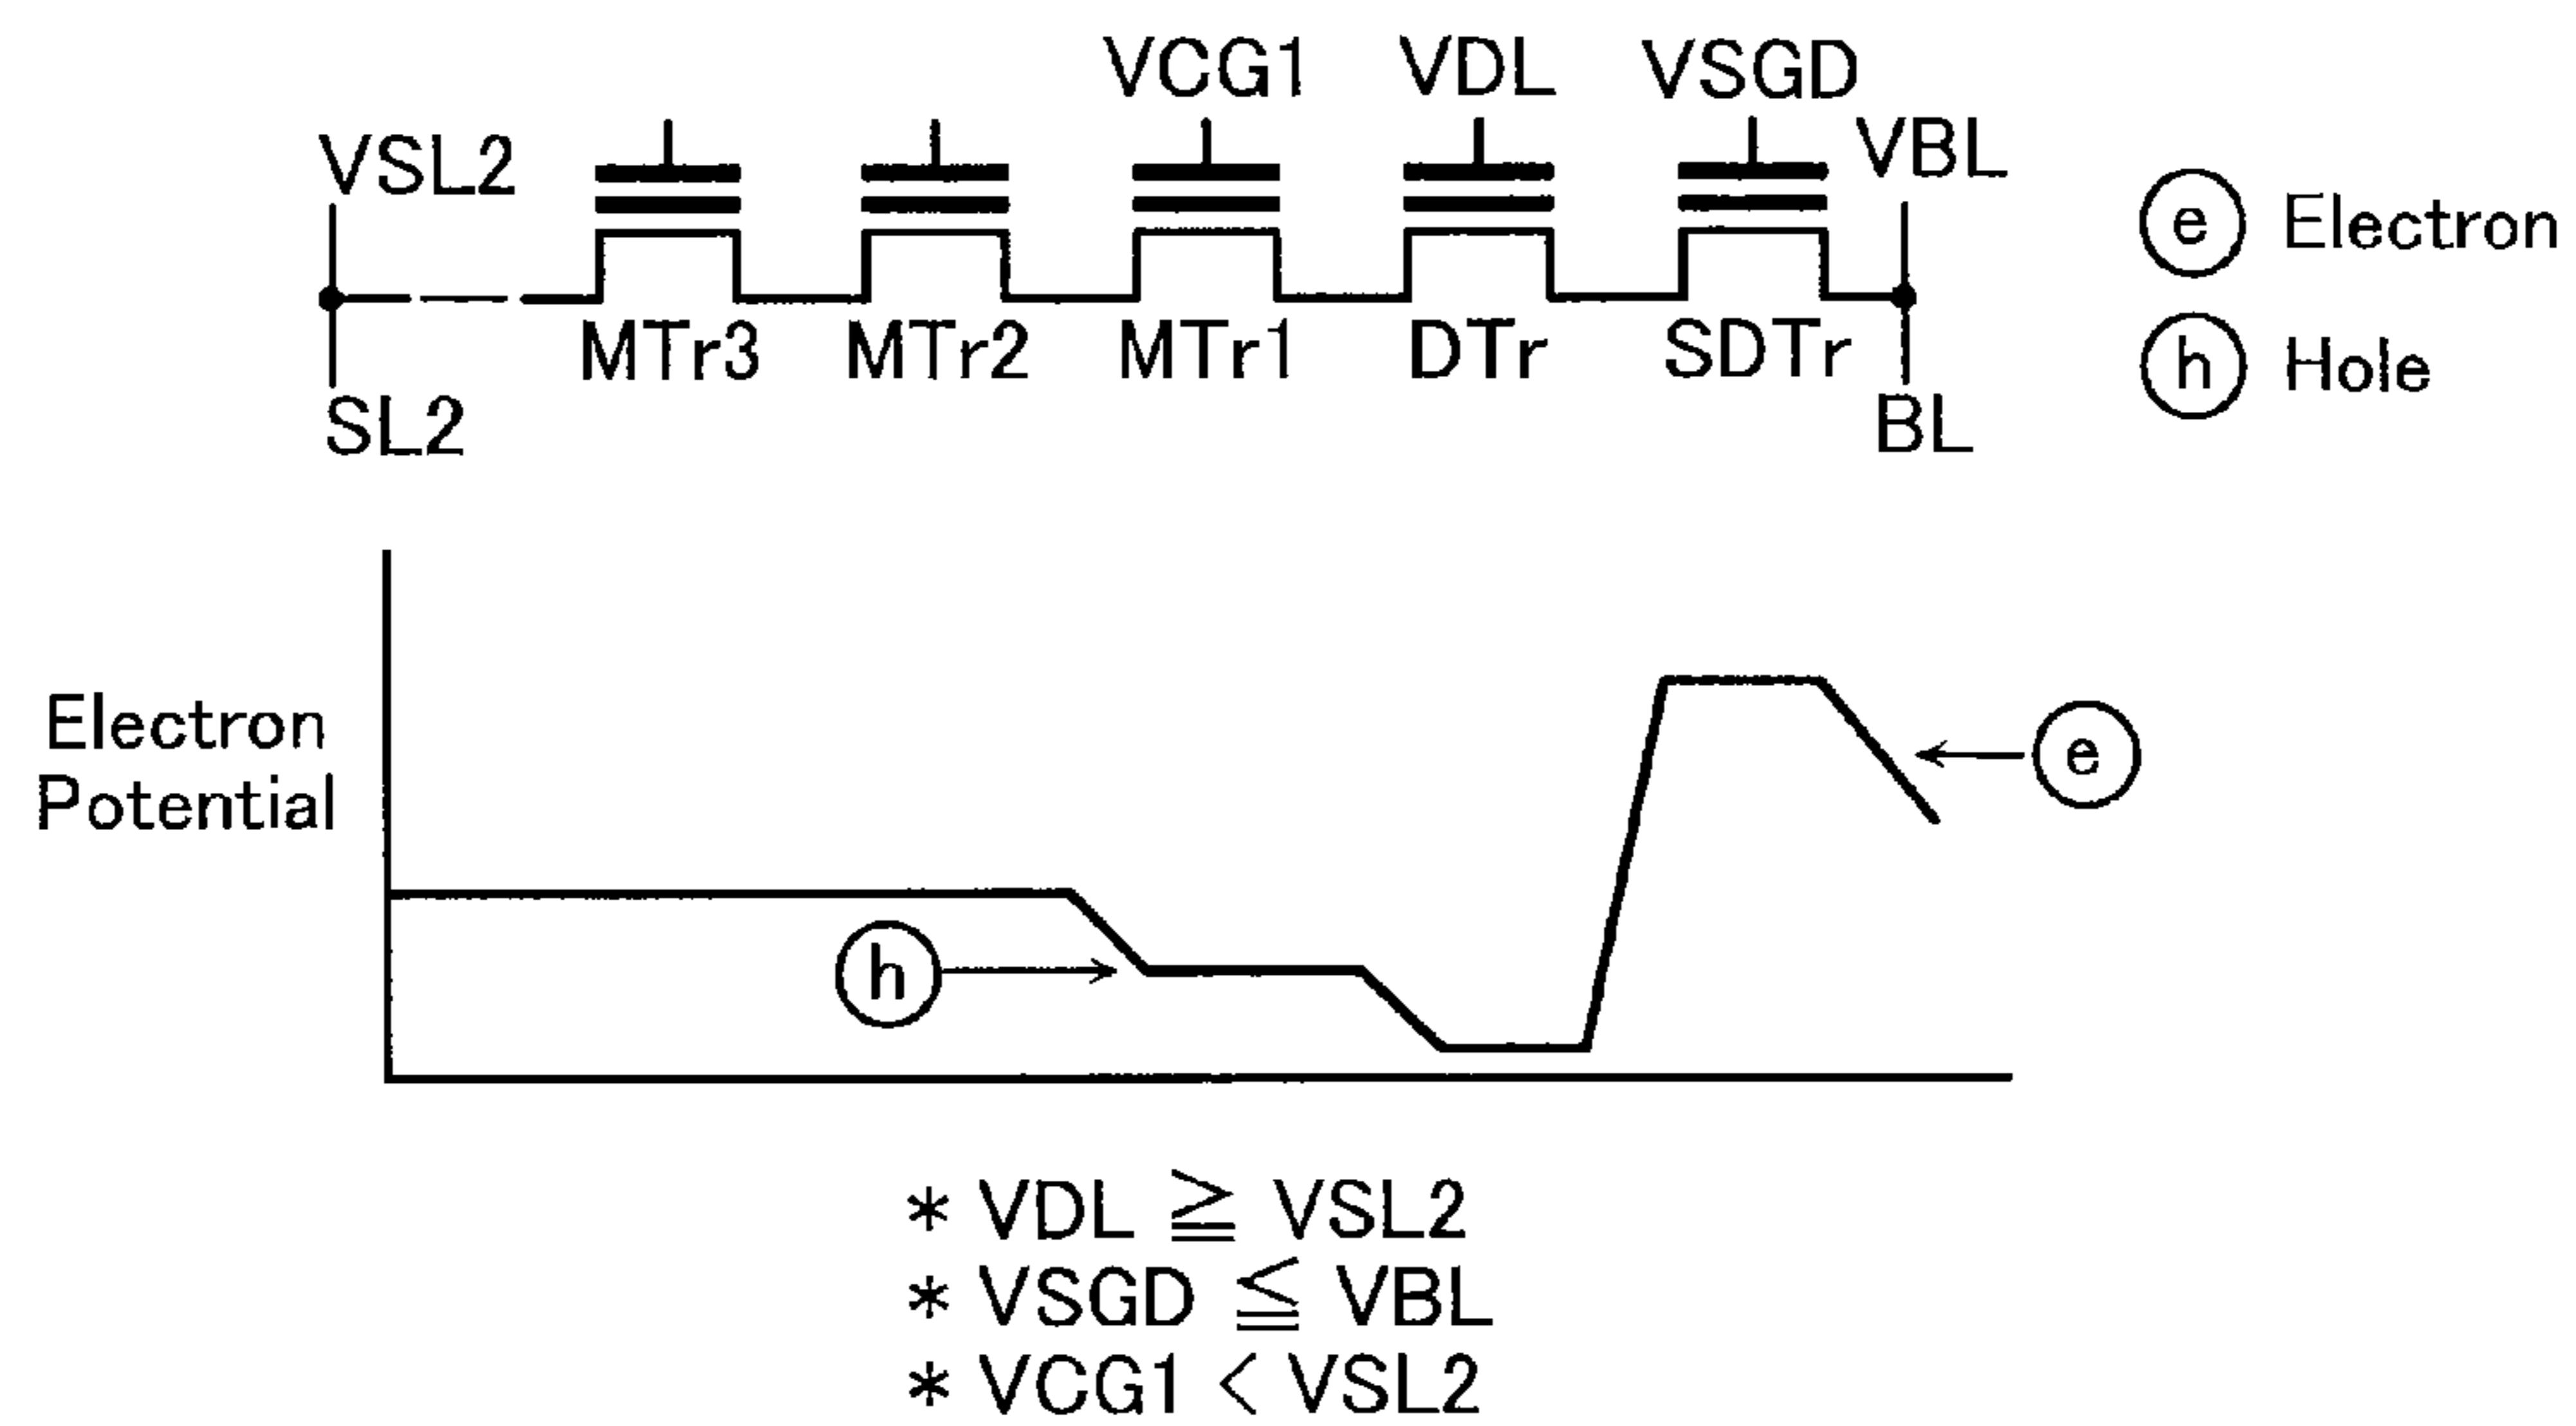 VCG1 VDL VSGD
VSL2 VBL
MTr3 MTr2 MTr1 DTr SDTr
SL2 BL
e Electron
h Hole
Electron
Potential
e
h
* VDL ≧ VSL2
* VSGD ≦ VBL
* VCG1 < VSL2